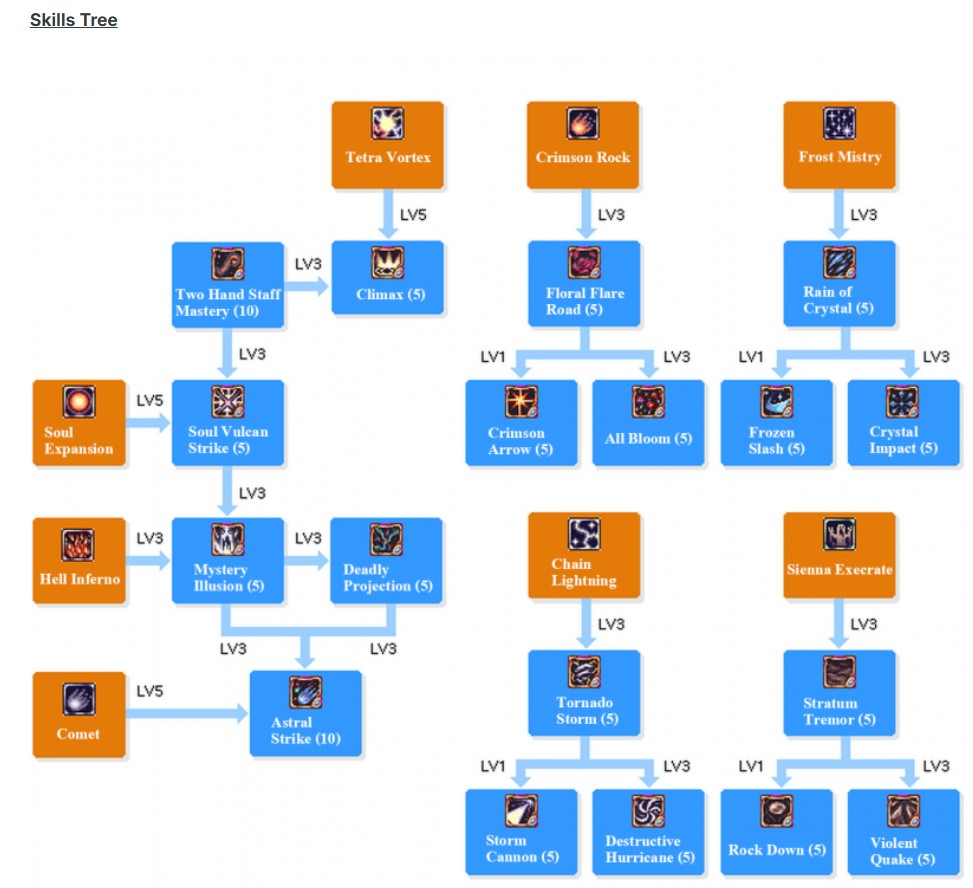 Skills Tree
Tetra Vortex
Crimson Rock
Frost Mistry
LV5
LV3
LV3
Two Hand Staff
Mastery (10)
LV3
Climax (5)
Floral Flare
Road (5)
Rain of
Crystal (5)
LV3
LV1
LV3
LV1
LV3
Soul
Expansion
LV5
Soul Vulcan
Strike (5)
Crimson
Arrow (5)
All Bloom (5)
Frozen
Slash (5)
Crystal
Impact (5)
LV3
Hell Inferno
LV3
Mystery
Illusion (5)
LV3
Deadly
Projection (5)
Chain
Lightning
Sienna Execrate
LV3
LV3
LV3
LV3
Comet
LV5
Astral
Strike (10)
Tornado
Storm (5)
Stratum
Tremor (5)
LV1
LV3
LV1
LV3
Storm
Cannon (5)
Destructive
Hurricane (5)
Rock Down (5)
Violent
Quake (5)